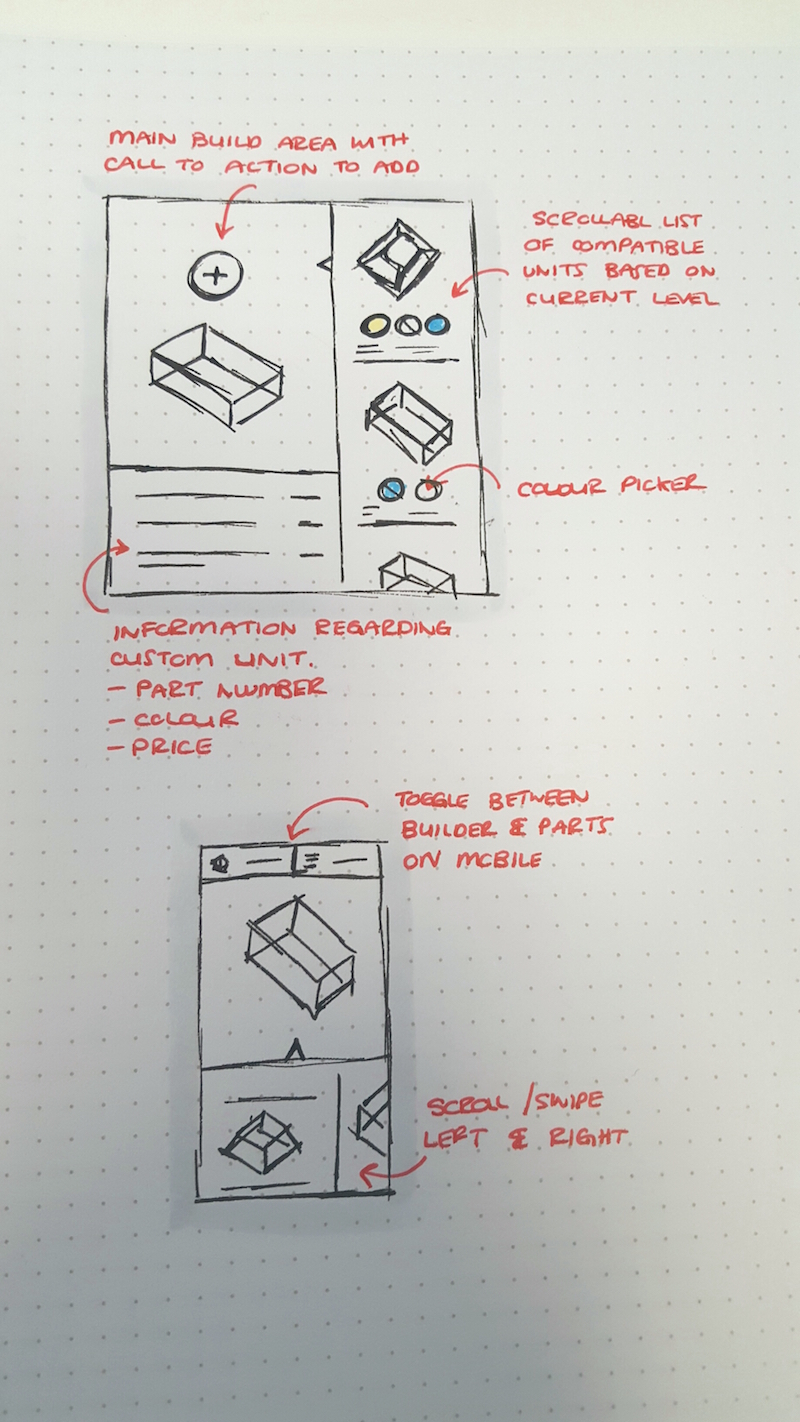 MAIN BUILD AREA WITH
CALL TO ACTION TO ADD
SCROLLABL LIST
OF COMPATIBLE
UNITS BASED ON
CURRENT LEVEL
COLOUR PICKER
INFORMATION REGARDING
CUSTOM UNIT.
- PART NUMBER
- COLOUR
- PRICE
TOGGLE BETWEEN
BUILDER & PARTS
ON MOBILE
SCROLL / SWIPE
LEFT & RIGHT